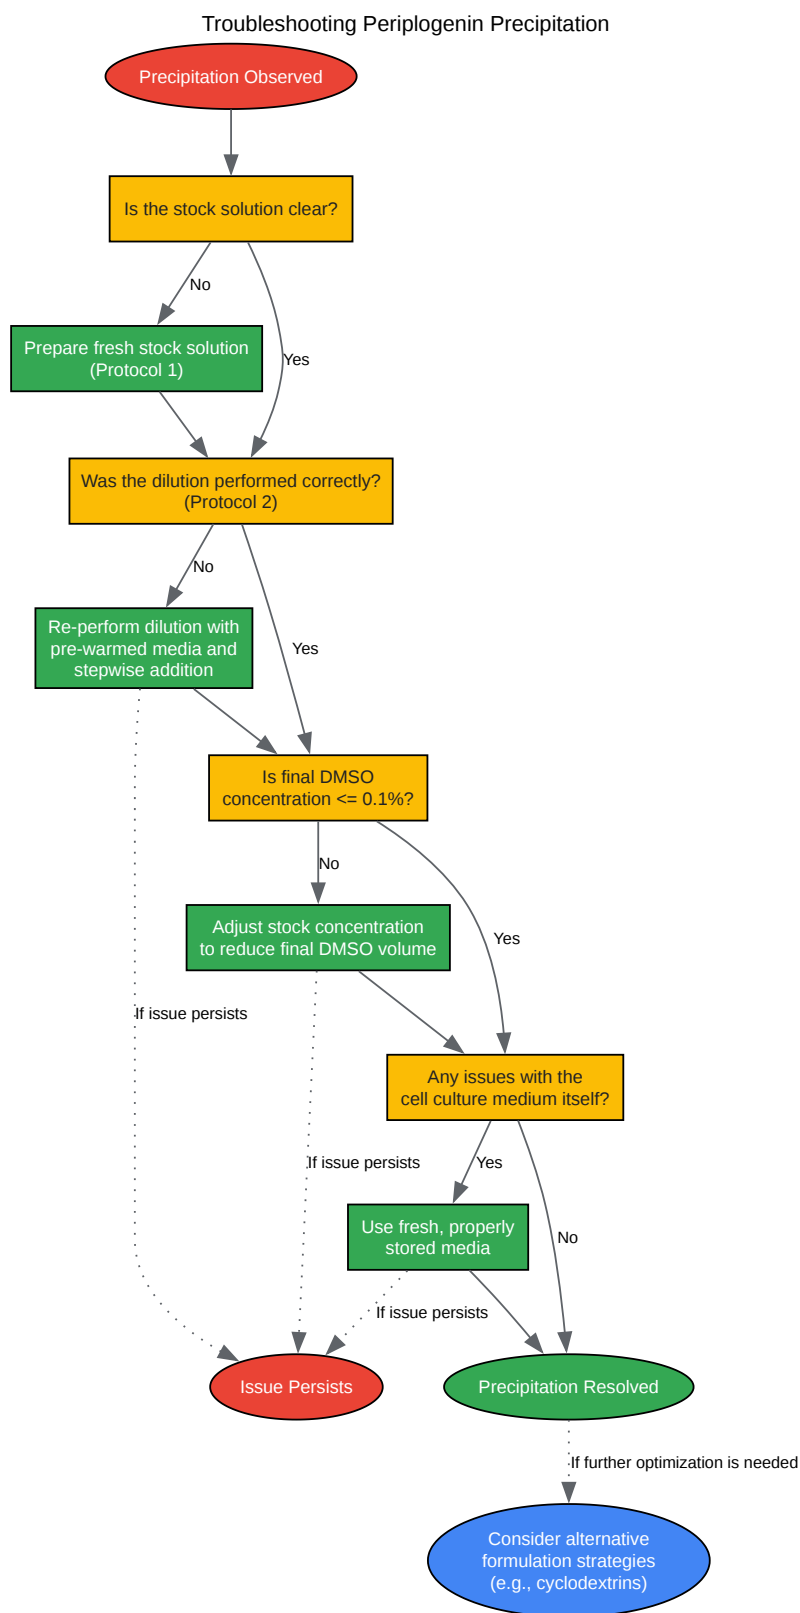 Troubleshooting Periplogenin Precipitation
Precipitation Observed
Is the stock solution clear?
No
Prepare fresh stock solution
(Protocol 1)
Yes
Was the dilution performed correctly?
(Protocol 2)
No
Re-perform dilution with
pre-warmed media and
stepwise addition
Yes
Is final DMSO
concentration <= 0.1%?
No
Adjust stock concentration
to reduce final DMSO volume
Yes
If issue persists
Any issues with the
cell culture medium itself?
If issue persists
Yes
Use fresh, properly
stored media
No
If issue persists
Issue Persists
Precipitation Resolved
If further optimization is needed
Consider alternative
formulation strategies
(e.g., cyclodextrins)